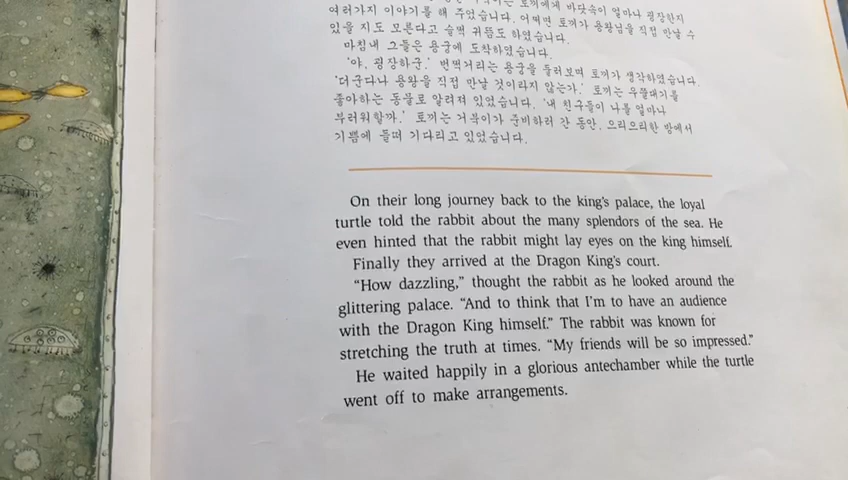 여러가지 이야기를 해 주었습니다. 어쩌면 토끼가 용왕님을 직접 만날 수
있을 지도 모른다고 슬쩍 귀뜸도 하였습니다.
마침내 그들은 용궁에 도착하였습니다.
'야, 굉장하군.' 번쩍거리는 용궁을 둘러보며 토끼가 생각하였습니다.
'더군다나 용왕을 직접 만날 것이라지 않는가.' 토끼는 우쭐대기를
좋아하는 동물로 알려져 있었습니다. '내 친구들이 나를 얼마나
부러워할까.' 토끼는 거북이가 준비하러 간 동안, 으리으리한 방에서
기쁨에 들떠 기다리고 있었습니다.
On their long journey back to the king's palace, the loyal
turtle told the rabbit about the many splendors of the sea. He
even hinted that the rabbit might lay eyes on the king himself.
Finally they arrived at the Dragon King's court.
"How dazzling," thought the rabbit as he looked around the
glittering palace. "And to think that I'm to have an audience
with the Dragon King himself." The rabbit was known for
stretching the truth at times. "My friends will be so impressed."
He waited happily in a glorious antechamber while the turtle
went off to make arrangements.